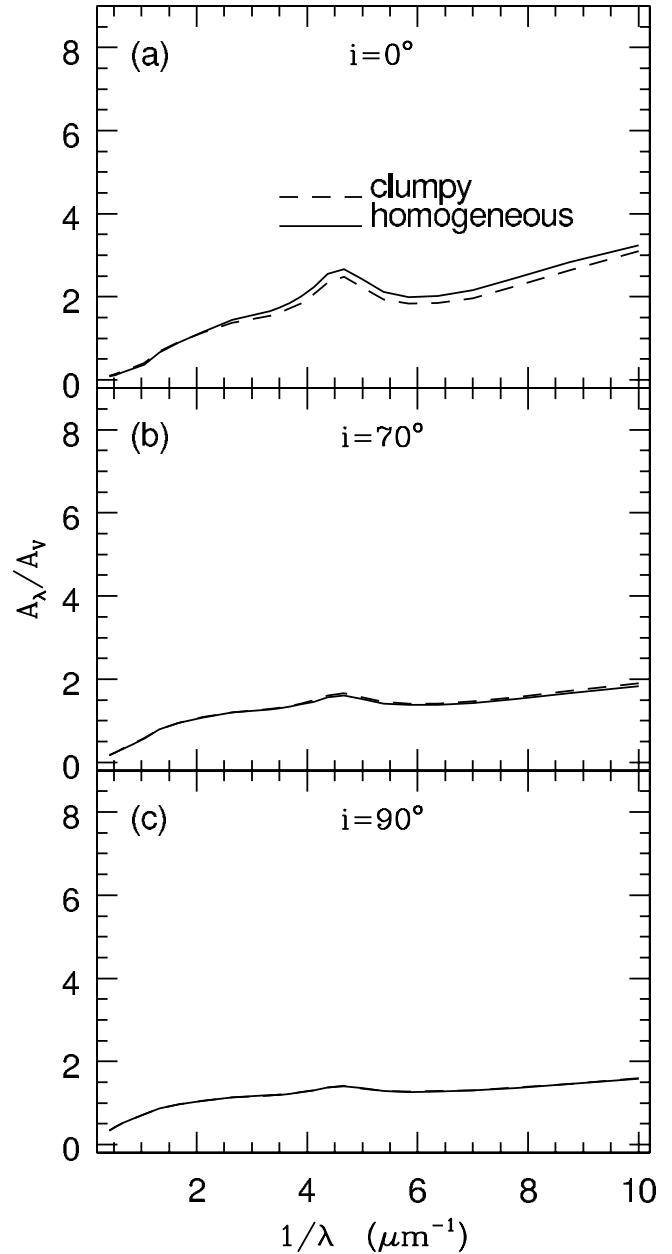 (a)
i=0°
8
6
4
2
0
clumpy
homogeneous
(b)
i=70°
8
6
4
2
0
A_λ/A_V
(c)
i=90°
8
6
4
2
0
2 4 6 8 10
1/λ (μm⁻¹)